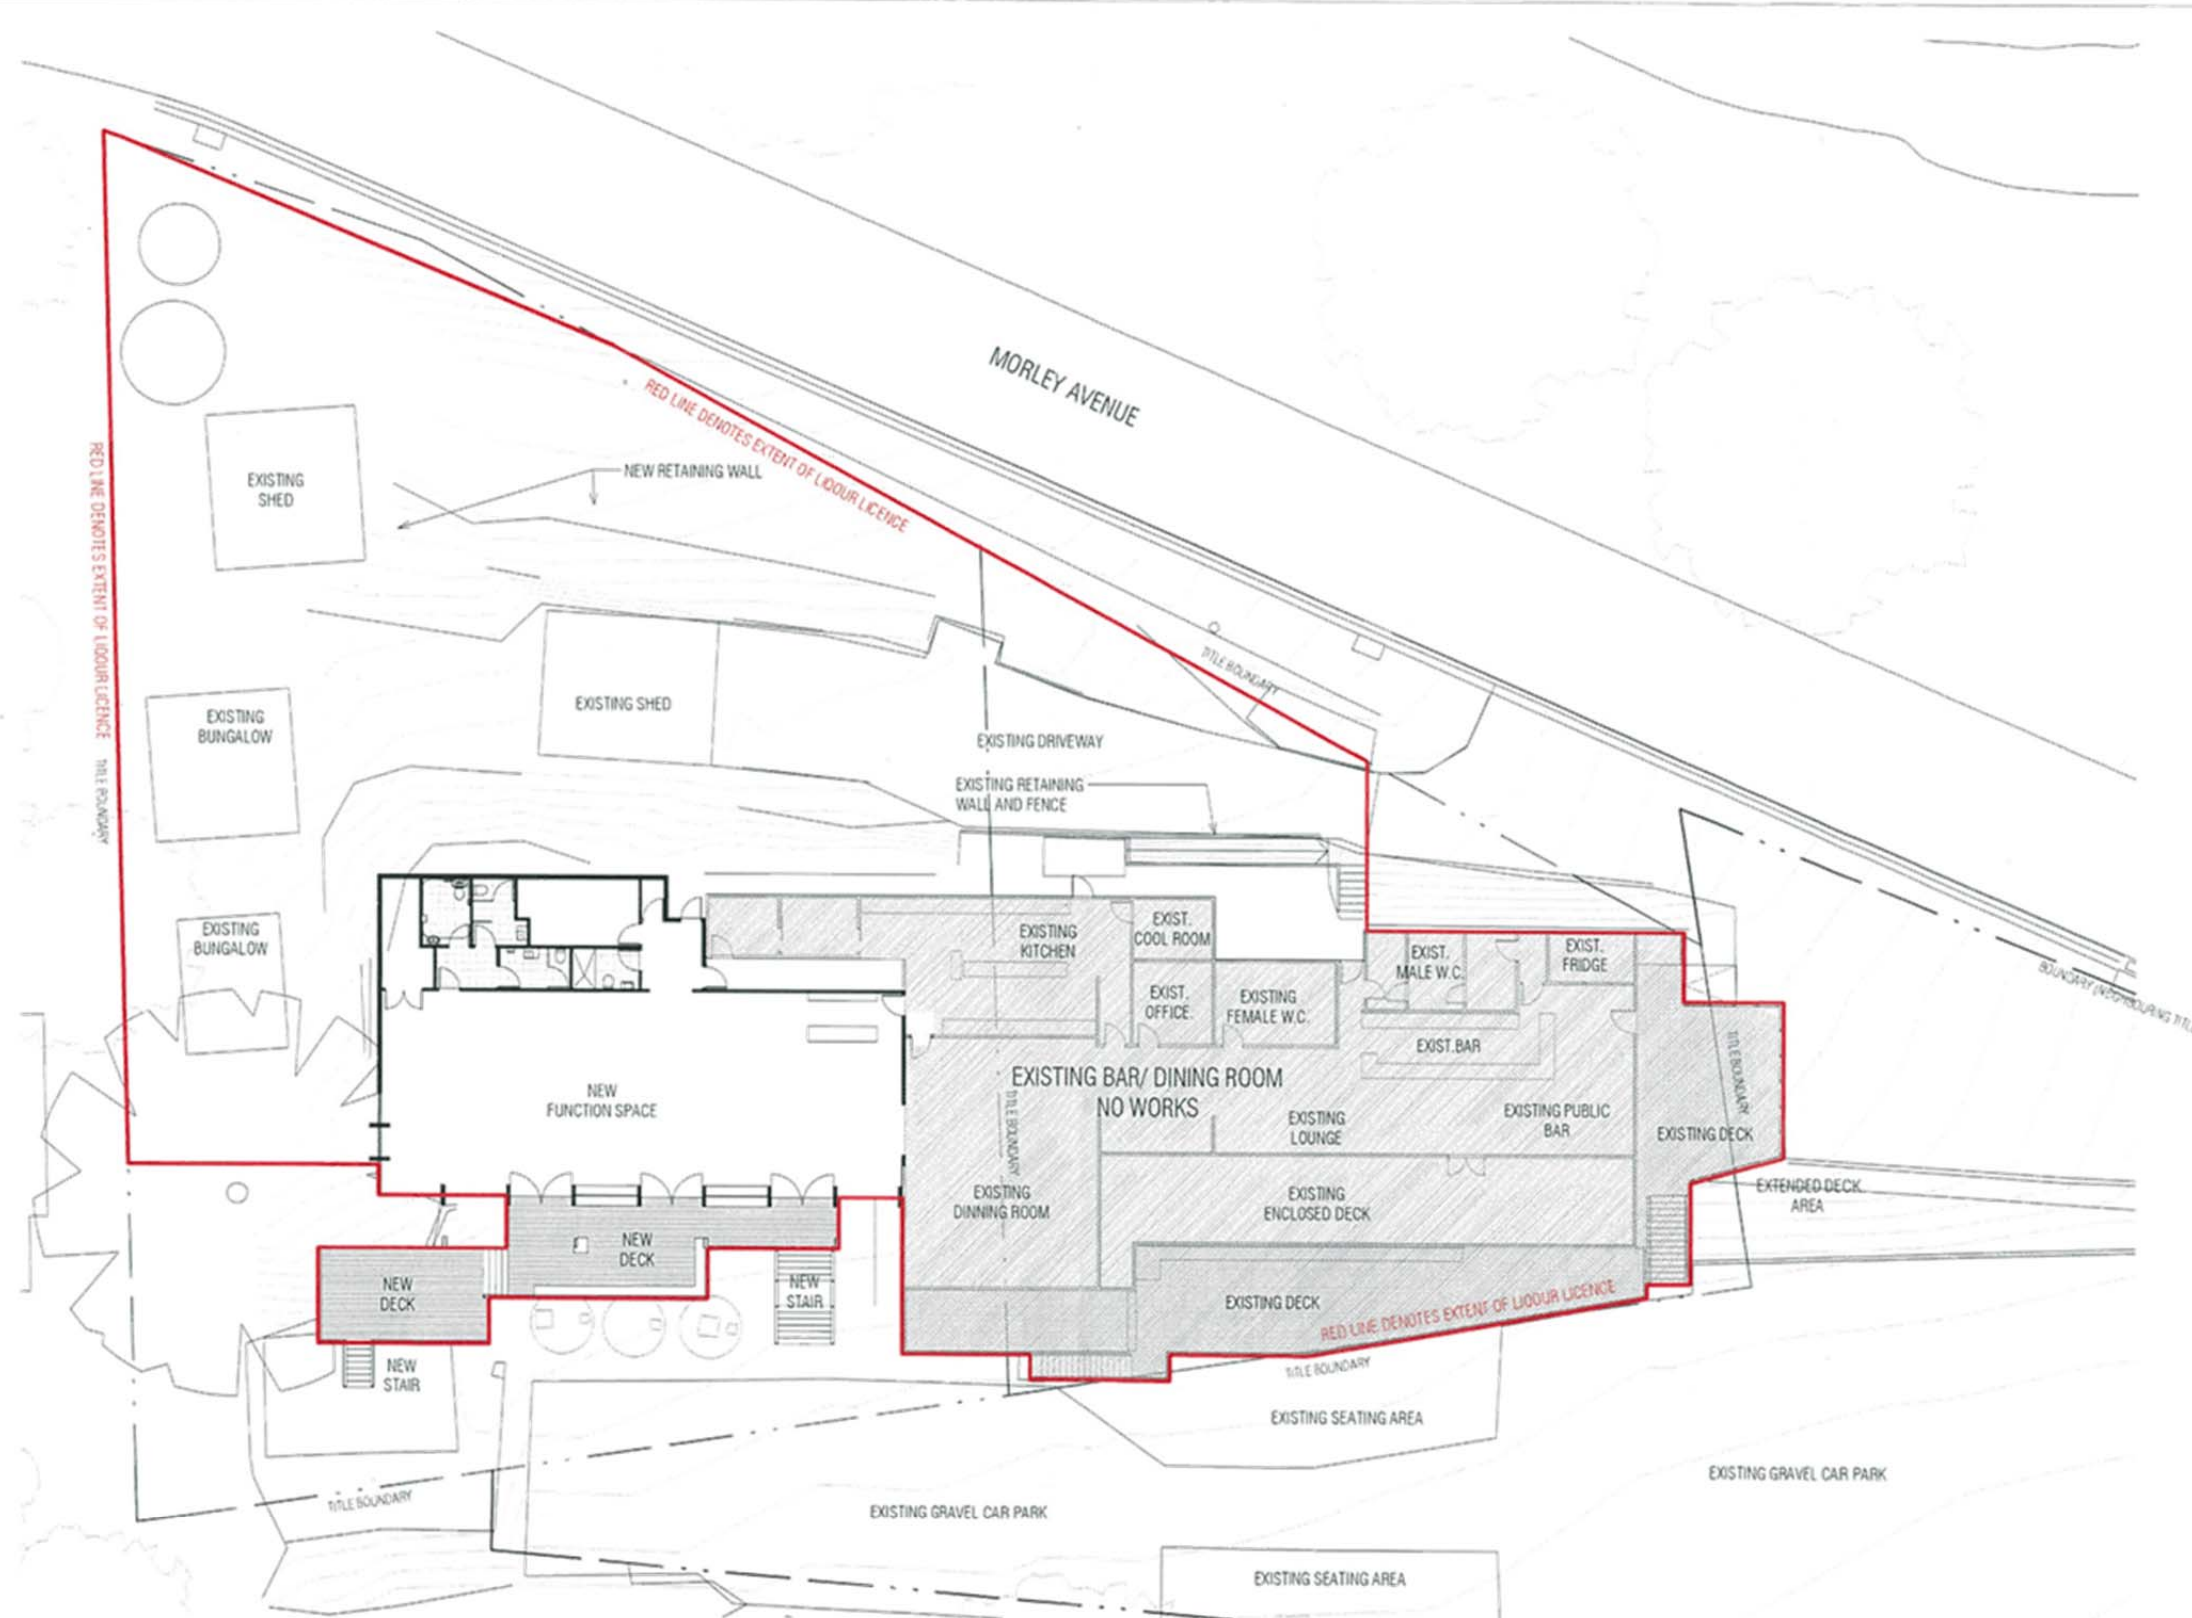 MORLEY AVENUE
RED LINE DENOTES EXTENT OF LIQOUR LICENCE
NEW RETAINING WALL
EXISTING
SHED
RED LINE DENOTES EXTENT OF LIQOUR LICENCE
TITLE BOUNDARY
TITLE BOUNDARY
EXISTING SHED
EXISTING
BUNGALOW
EXISTING DRIVEWAY
EXISTING RETAINING
WALL AND FENCE
EXISTING
BUNGALOW
EXISTING
KITCHEN
EXIST.
COOL ROOM
EXIST.
MALE W.C.
EXIST.
FRIDGE
EXIST.
OFFICE.
EXISTING
FEMALE W.C.
EXIST.BAR
BOUNDARY (NEIGHBOURING TITL
NEW
FUNCTION SPACE
EXISTING BAR/ DINING ROOM
NO WORKS
TITLE BOUNDARY
EXISTING
LOUNGE
EXISTING PUBLIC
BAR
TITLE BOUNDARY
EXISTING DECK
EXISTING
DINNING ROOM
EXISTING
ENCLOSED DECK
EXTENDED DECK
AREA
NEW
DECK
NEW
DECK
NEW
STAIR
EXISTING DECK
RED LINE DENOTES EXTENT OF LIQOUR LICENCE
TITLE BOUNDARY
NEW
STAIR
EXISTING SEATING AREA
EXISTING GRAVEL CAR PARK
TITLE BOUNDARY
EXISTING GRAVEL CAR PARK
EXISTING SEATING AREA